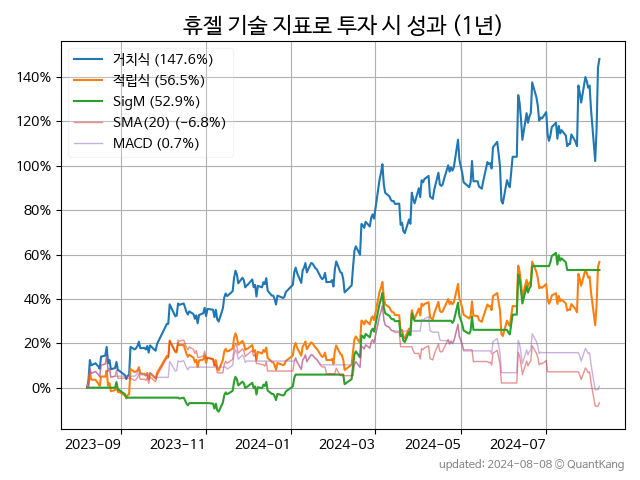 휴젤 기술 지표로 투자 시 성과 (1년)
거치식 (147.6%)
적립식 (56.5%)
SigM (52.9%)
SMA(20) (−6.8%)
MACD (0.7%)
140%
120%
100%
80%
60%
40%
20%
0%
2023-09
2023-11
2024-01
2024-03
2024-05
2024-07
updated: 2024-08-08 © QuantKang